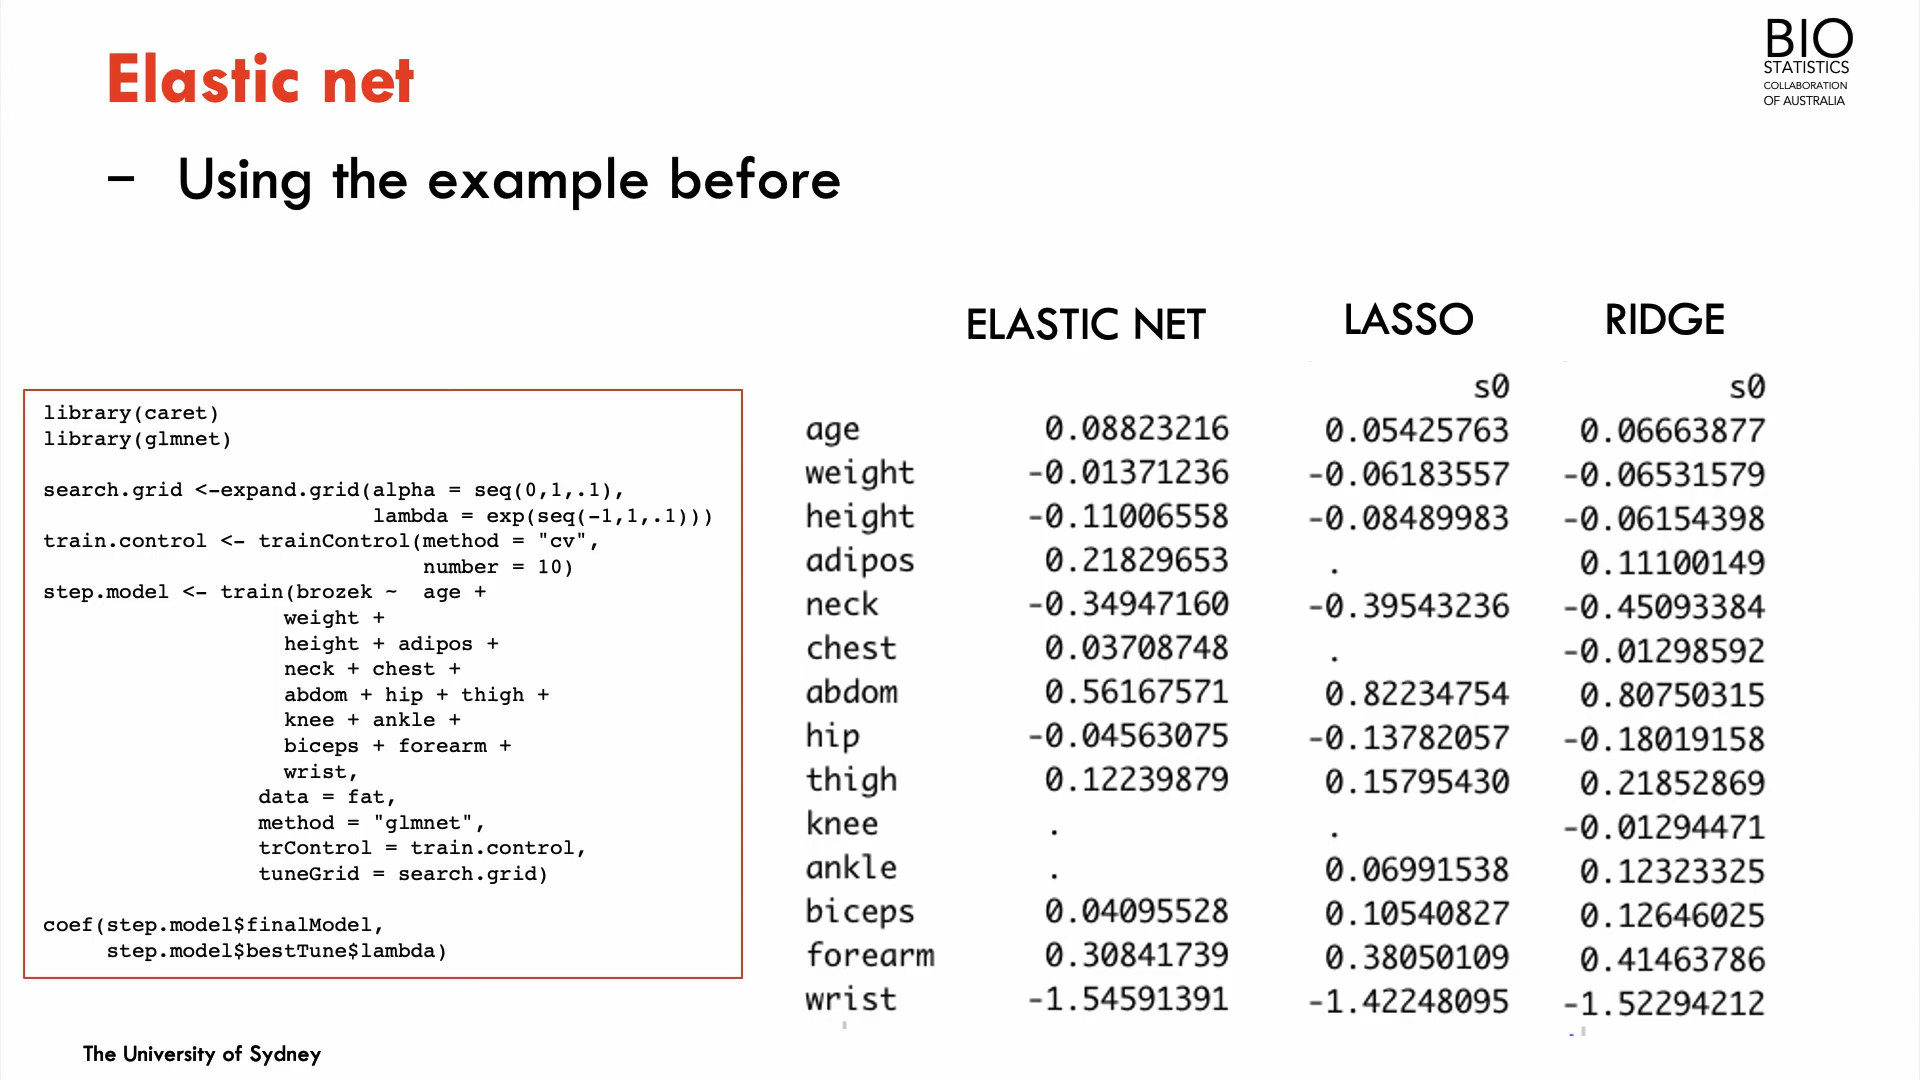 Elastic net
BIO
STATISTICS
COLLABORATION
OF AUSTRALIA
– Using the example before
library(caret)
library(glmnet)
search.grid <-expand.grid(alpha = seq(0,1,.1),
lambda = exp(seq(-1,1,.1)))
train.control <- trainControl(method = "cv",
number = 10)
step.model <- train(brozek ~ age +
weight +
height + adipos +
neck + chest +
abdom + hip + thigh +
knee + ankle +
biceps + forearm +
wrist,
data = fat,
method = "glmnet",
trControl = train.control,
tuneGrid = search.grid)
coef(step.model$finalModel,
step.model$bestTune$lambda)
ELASTIC NET LASSO RIDGE
s0 s0
age 0.08823216 0.05425763 0.06663877
weight -0.01371236 -0.06183557 -0.06531579
height -0.11006558 -0.08489983 -0.06154398
adipos 0.21829653 . 0.11100149
neck -0.34947160 -0.39543236 -0.45093384
chest 0.03708748 . -0.01298592
abdom 0.56167571 0.82234754 0.80750315
hip -0.04563075 -0.13782057 -0.18019158
thigh 0.12239879 0.15795430 0.21852869
knee . . -0.01294471
ankle . 0.06991538 0.12323325
biceps 0.04095528 0.10540827 0.12646025
forearm 0.30841739 0.38050109 0.41463786
wrist -1.54591391 -1.42248095 -1.52294212
The University of Sydney